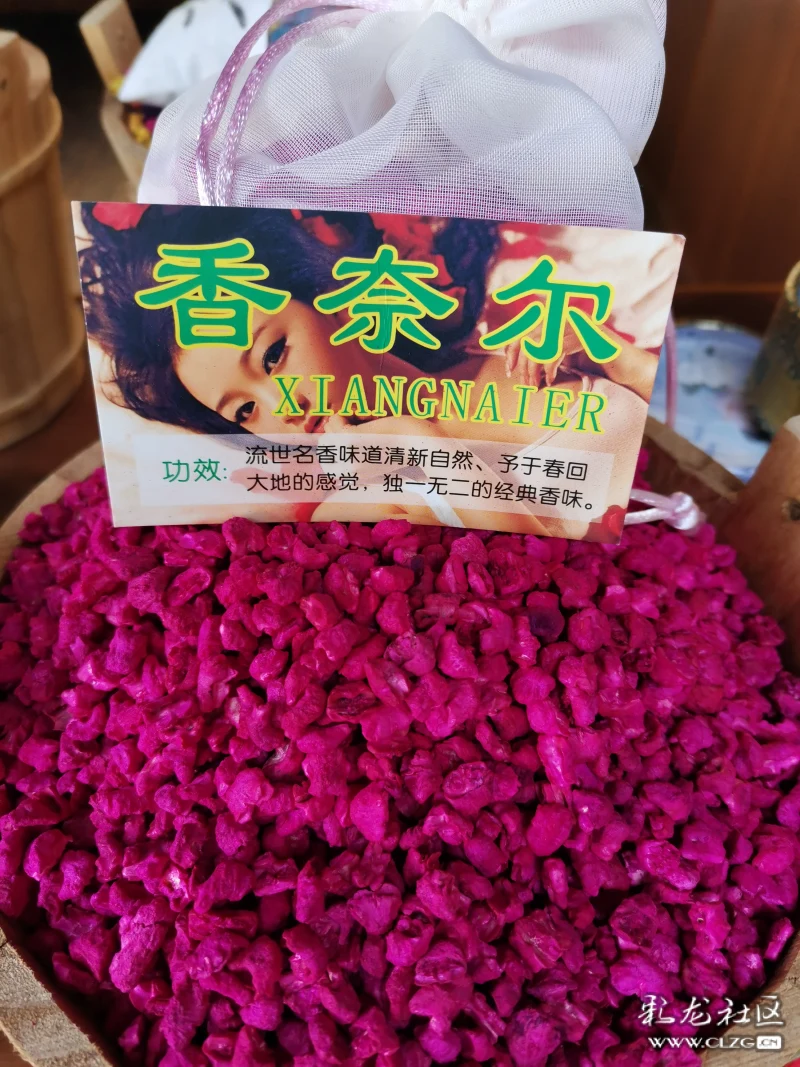 香奈尔
XIANGNAIER
功效: 流世名香味道清新自然、予于春回
大地的感觉，独一无二的经典香味。
彩龙社区
WWW.CLZG.CN